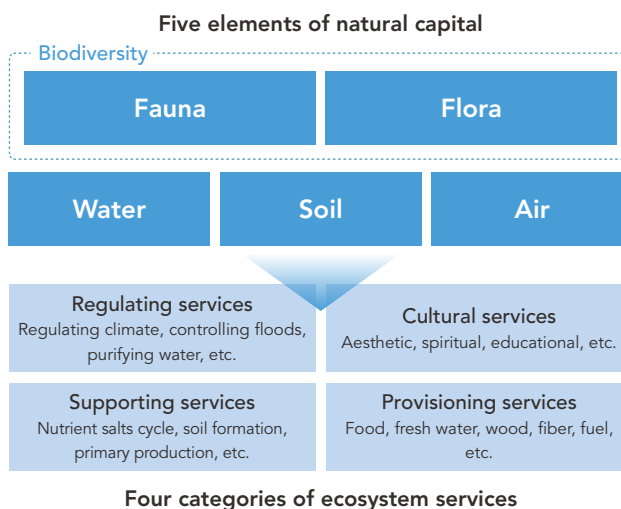 Five elements of natural capital
Biodiversity
Fauna
Flora
Water
Soil
Air
Regulating services
Regulating climate, controlling floods,
purifying water, etc.
Cultural services
Aesthetic, spiritual, educational, etc.
Supporting services
Nutrient salts cycle, soil formation,
primary production, etc.
Provisioning services
Food, fresh water, wood, fiber, fuel,
etc.
Four categories of ecosystem services